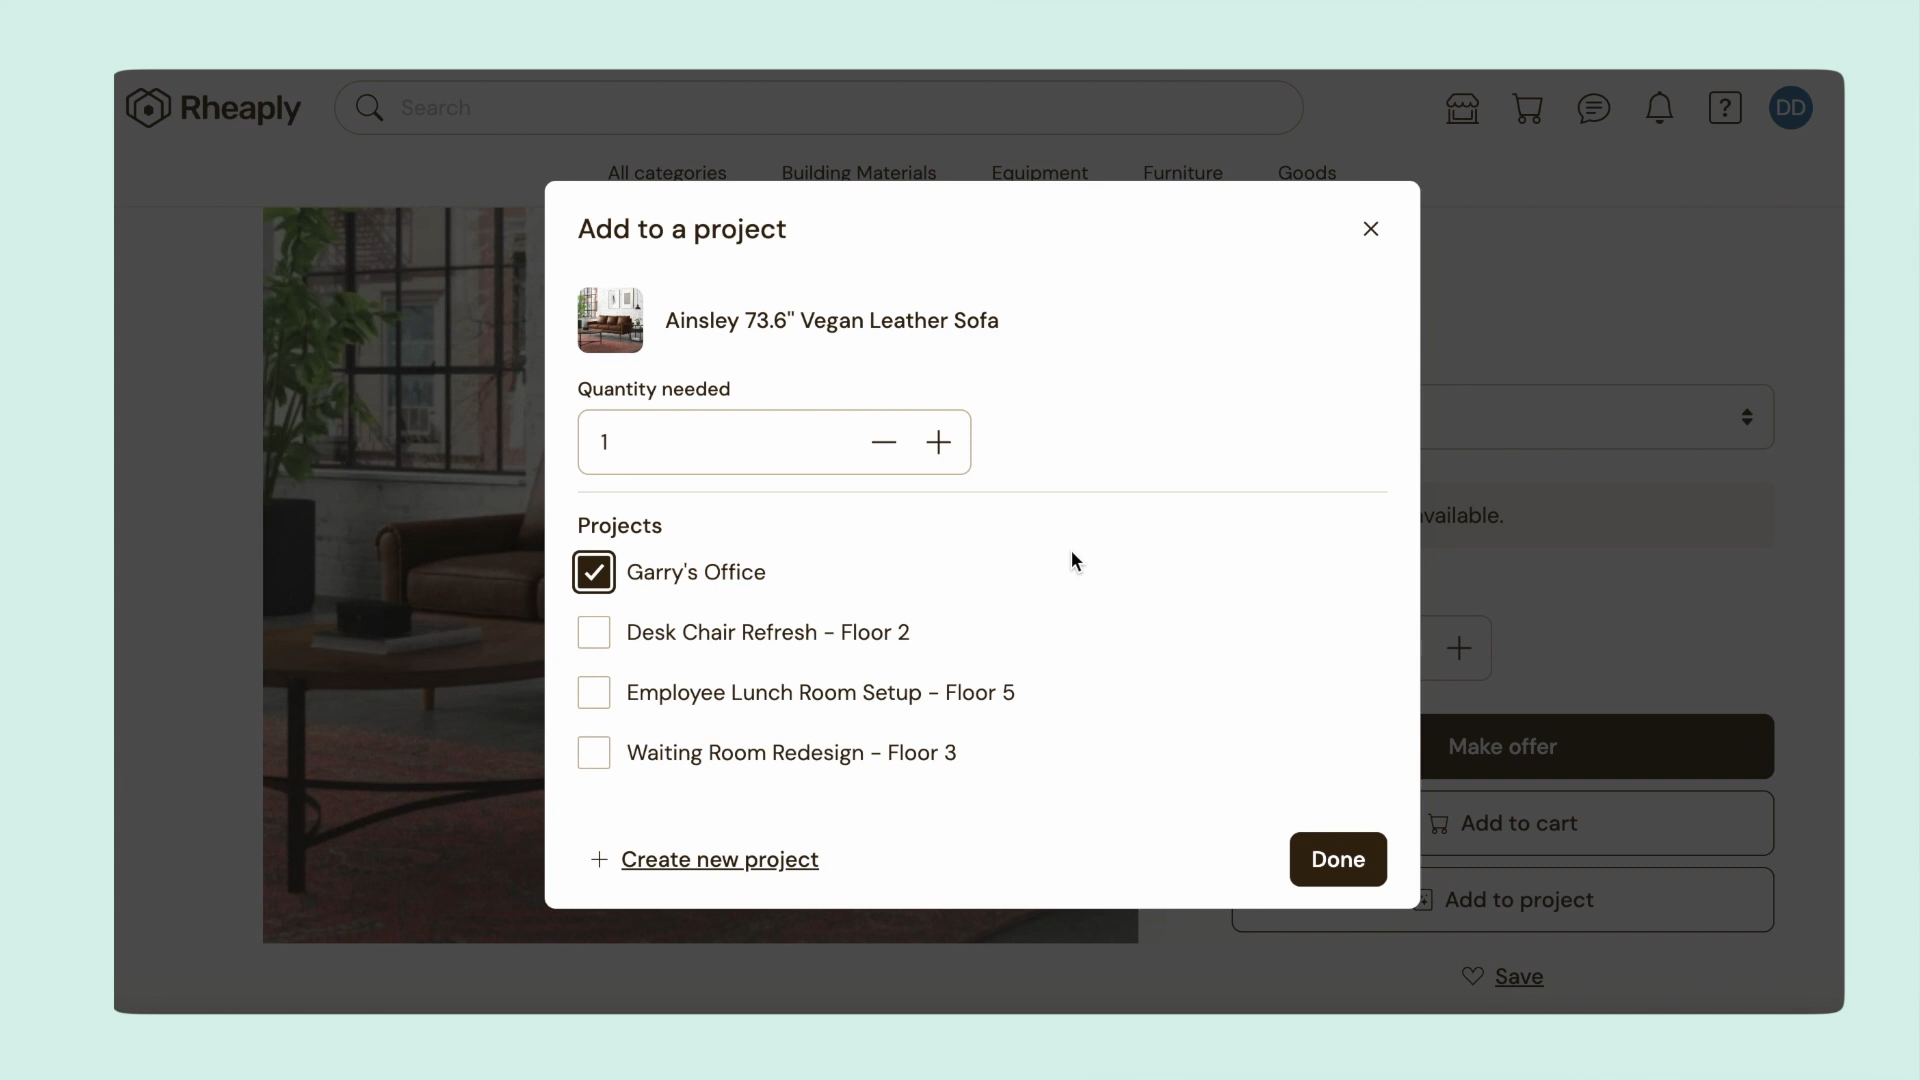 Rheaply
Search
?
DD
All categories
Building Materials
Equipment
Furniture
Goods
Add to a project
Ainsley 73.6" Vegan Leather Sofa
Quantity needed
1
Projects
Garry's Office
Desk Chair Refresh - Floor 2
Employee Lunch Room Setup - Floor 5
Waiting Room Redesign - Floor 3
Create new project
Done
Make offer
Add to cart
Add to project
Save